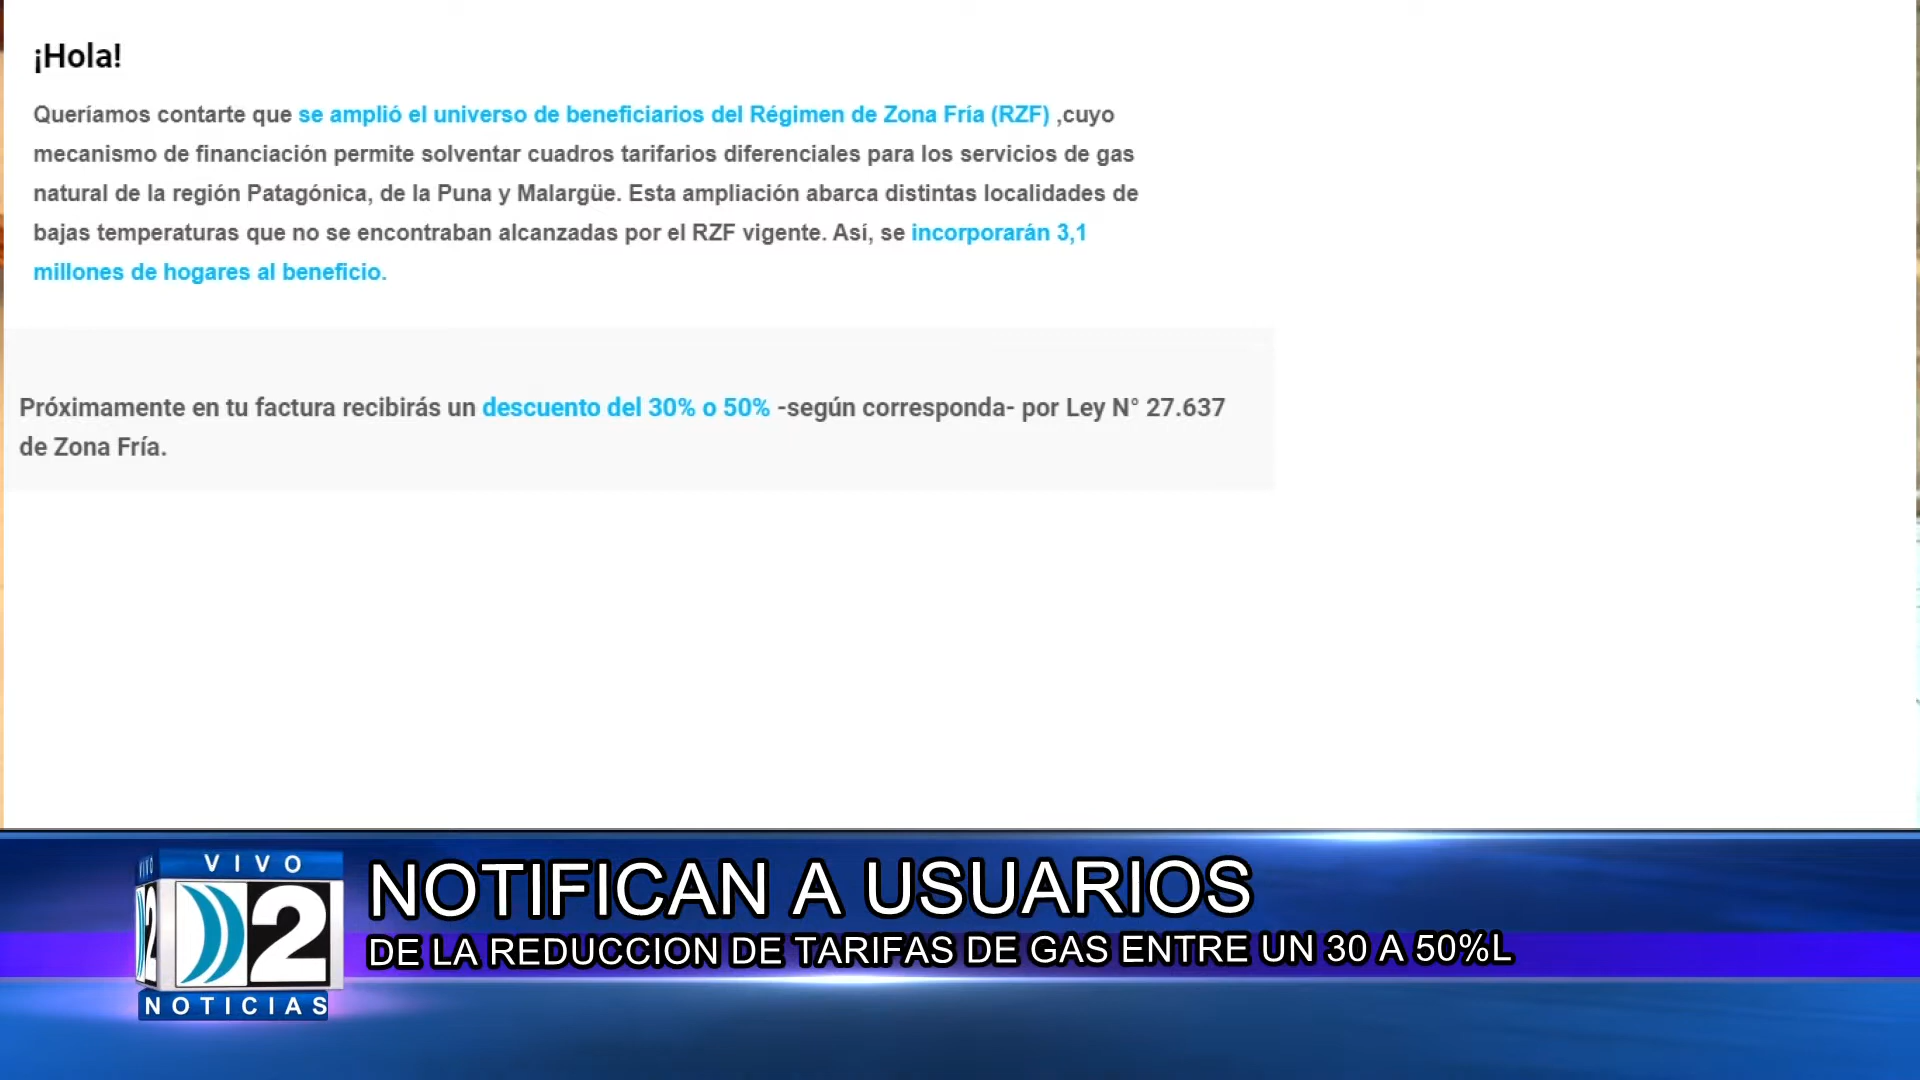 ¡Hola!
Queríamos contarte que se amplió el universo de beneficiarios del Régimen de Zona Fría (RZF) ,cuyo
mecanismo de financiación permite solventar cuadros tarifarios diferenciales para los servicios de gas
natural de la región Patagónica, de la Puna y Malargüe. Esta ampliación abarca distintas localidades de
bajas temperaturas que no se encontraban alcanzadas por el RZF vigente. Así, se incorporarán 3,1
millones de hogares al beneficio.
Próximamente en tu factura recibirás un descuento del 30% o 50% -según corresponda- por Ley N° 27.637
de Zona Fría.
VIVO
VIVO
2
2
NOTICIAS
NOTIFICAN A USUARIOS
DE LA REDUCCION DE TARIFAS DE GAS ENTRE UN 30 A 50%L